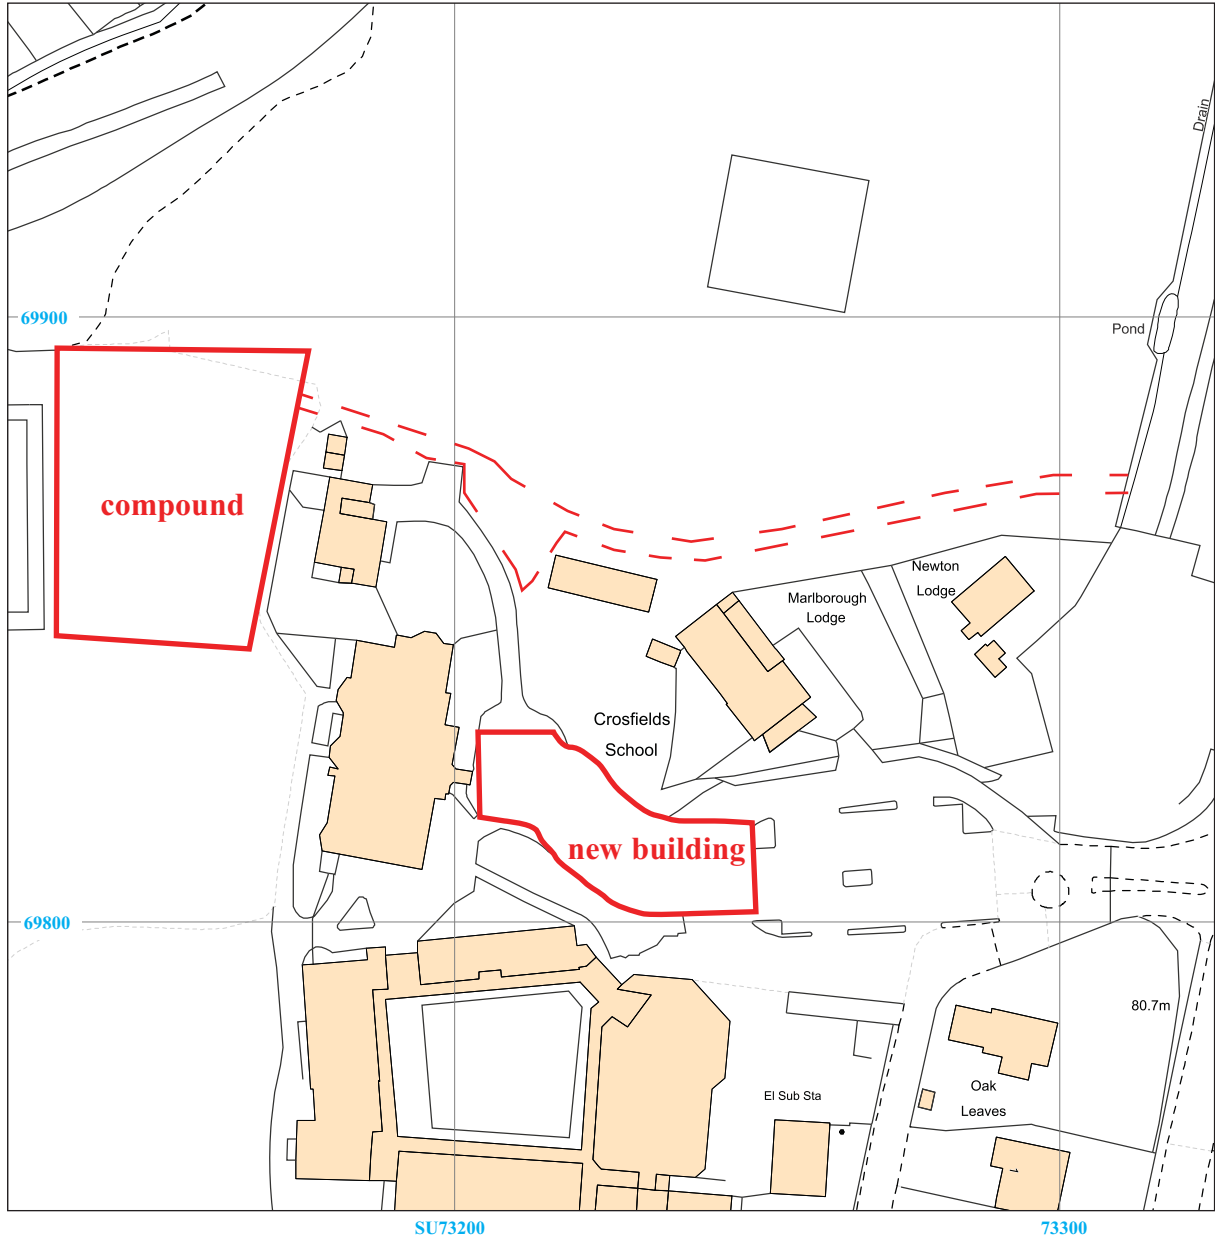 Drain
69900
Pond
compound
Newton
Lodge
Marlborough
Lodge
Crosfields
School
new building
69800
80.7m
El Sub Sta
Oak
Leaves
SU73200
73300